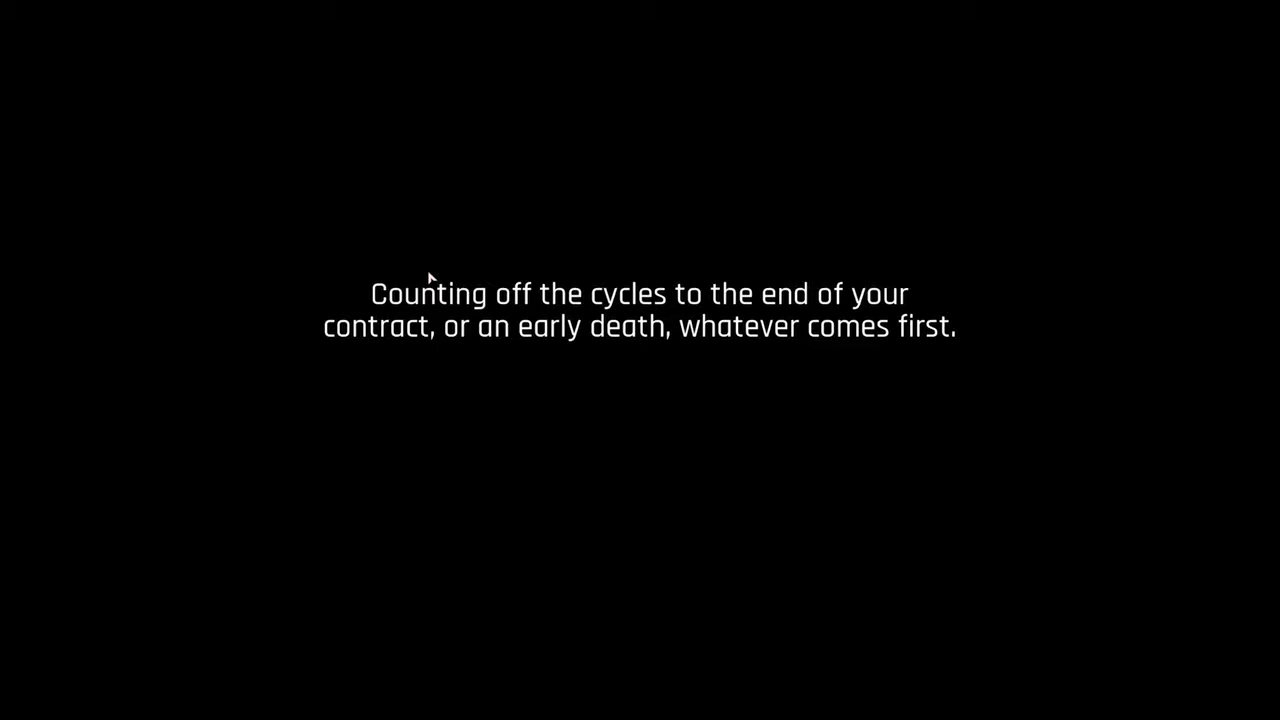 Counting off the cycles to the end of your
contract, or an early death, whatever comes first.